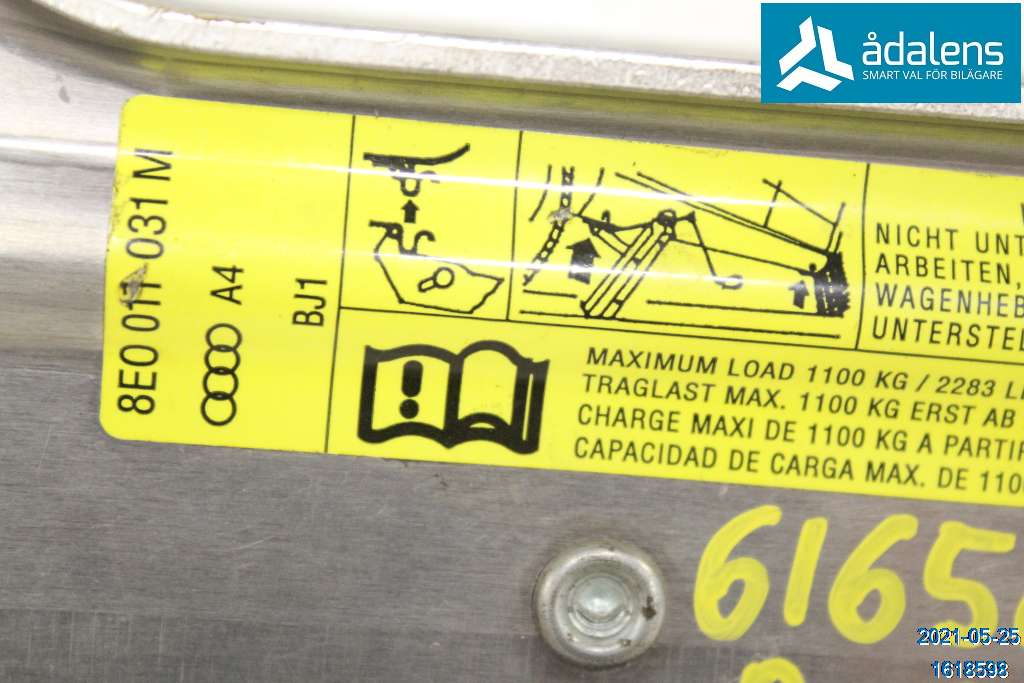 ådalens
SMART VAL FÖR BILÄGARE
8E0 011 031 M
A4
BJ1
NICHT UNT
ARBEITEN,
WAGENHEB
UNTERSTEL
MAXIMUM LOAD 1100 KG / 2283 L
TRAGLAST MAX. 1100 KG ERST AB
CHARGE MAXI DE 1100 KG A PARTIR
CAPACIDAD DE CARGA MAX. DE 110
6165
2021-05-25
1618598